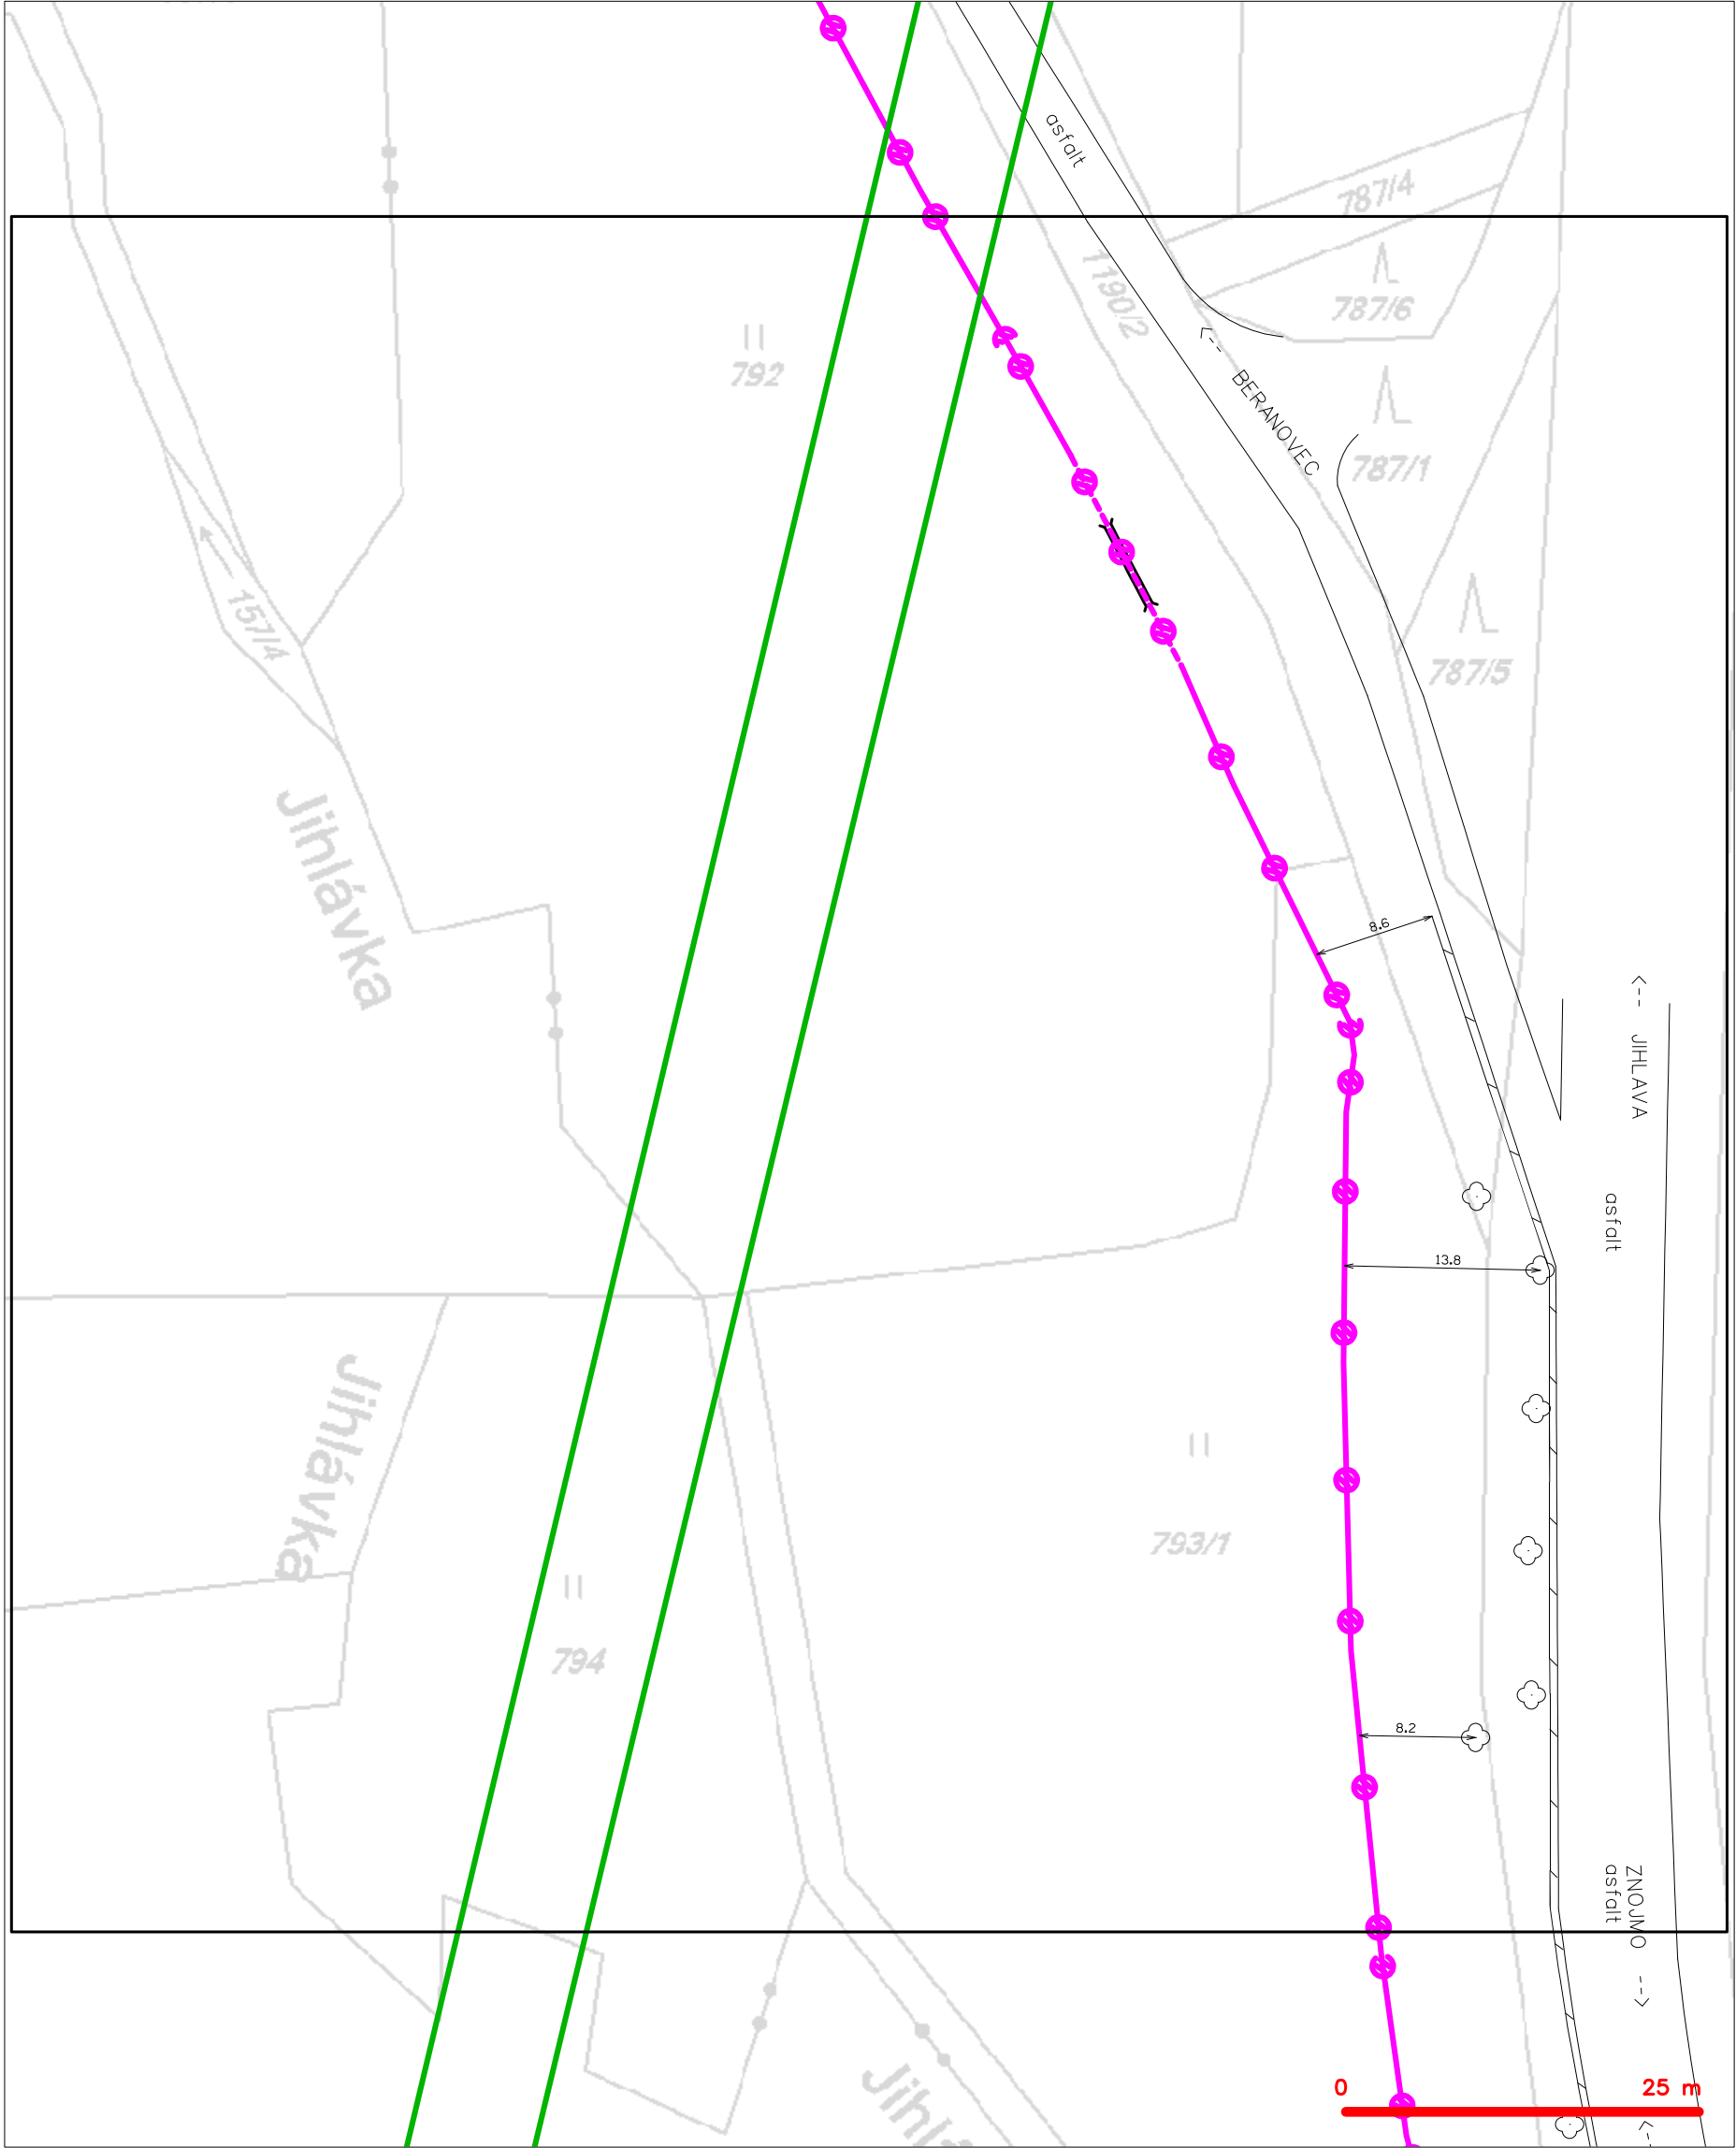 asfalt
787/4
1190/2
787/6
792
<-- BERANOVEC
787/1
157/4
787/5
Jihlávka
8.6
<-- JIHLAVA
asfalt
13.8
Jihlávka
793/1
794
8.2
ZNOJMO -->
asfalt
0 25 m